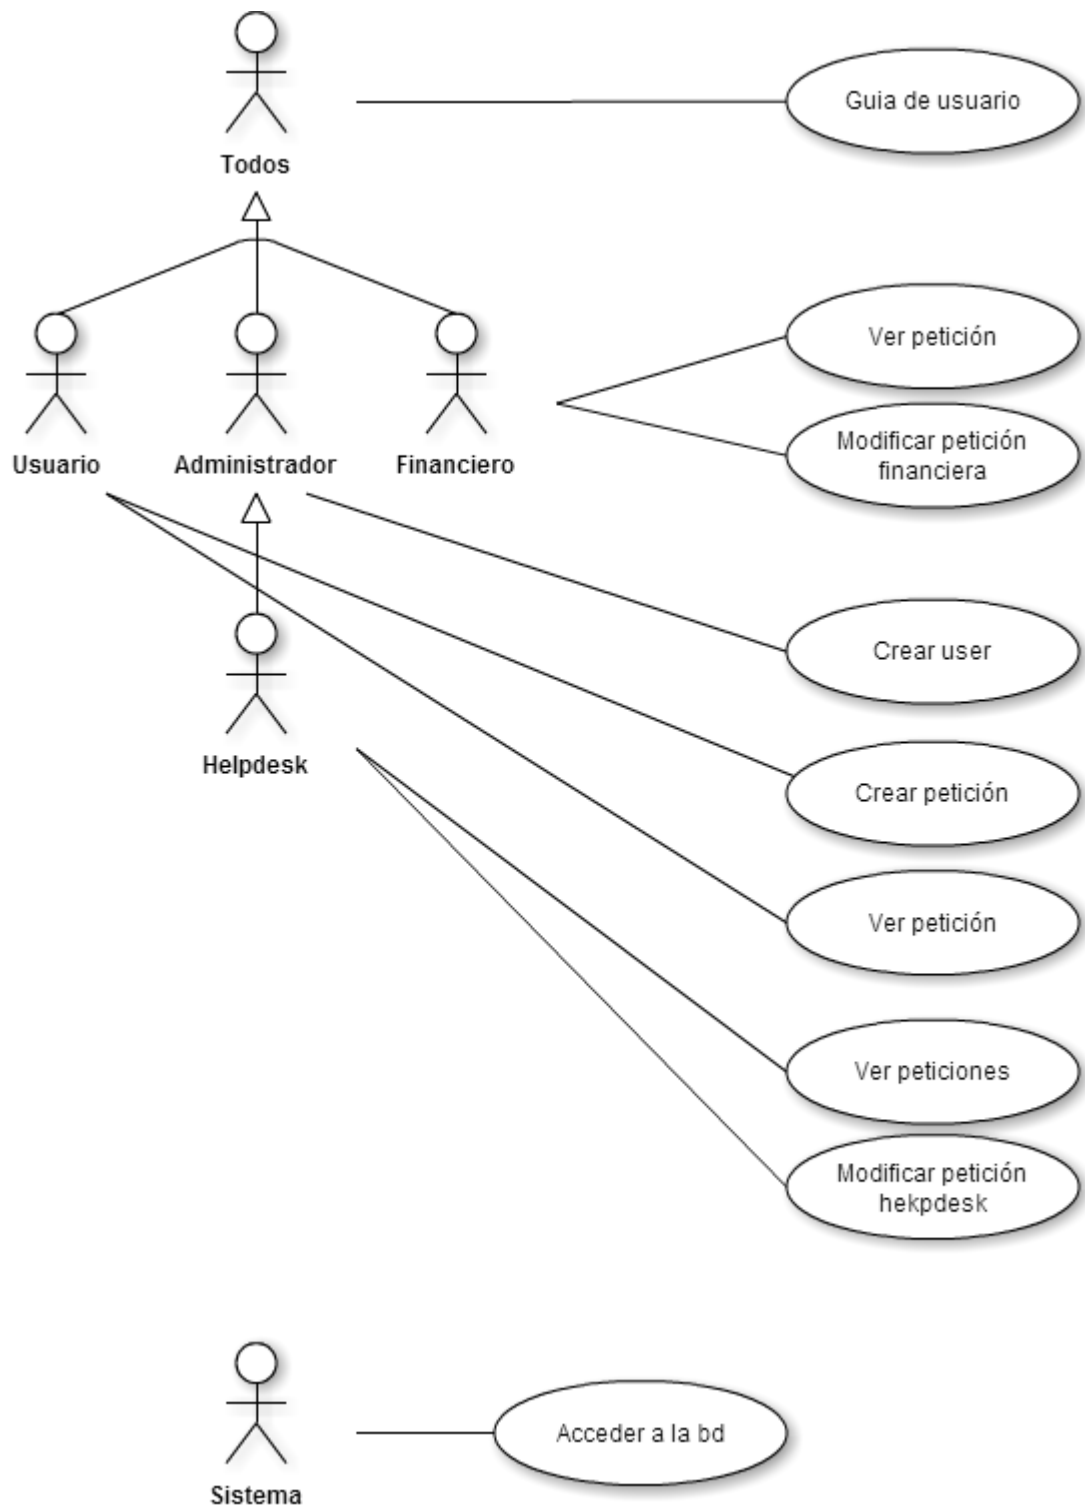 Guia de usuario
Todos
Usuario
Administrador
Financiero
Ver petición
Modificar petición
financiera
Crear user
Helpdesk
Crear petición
Ver petición
Ver peticiones
Modificar petición
hekpdesk
Acceder a la bd
Sistema